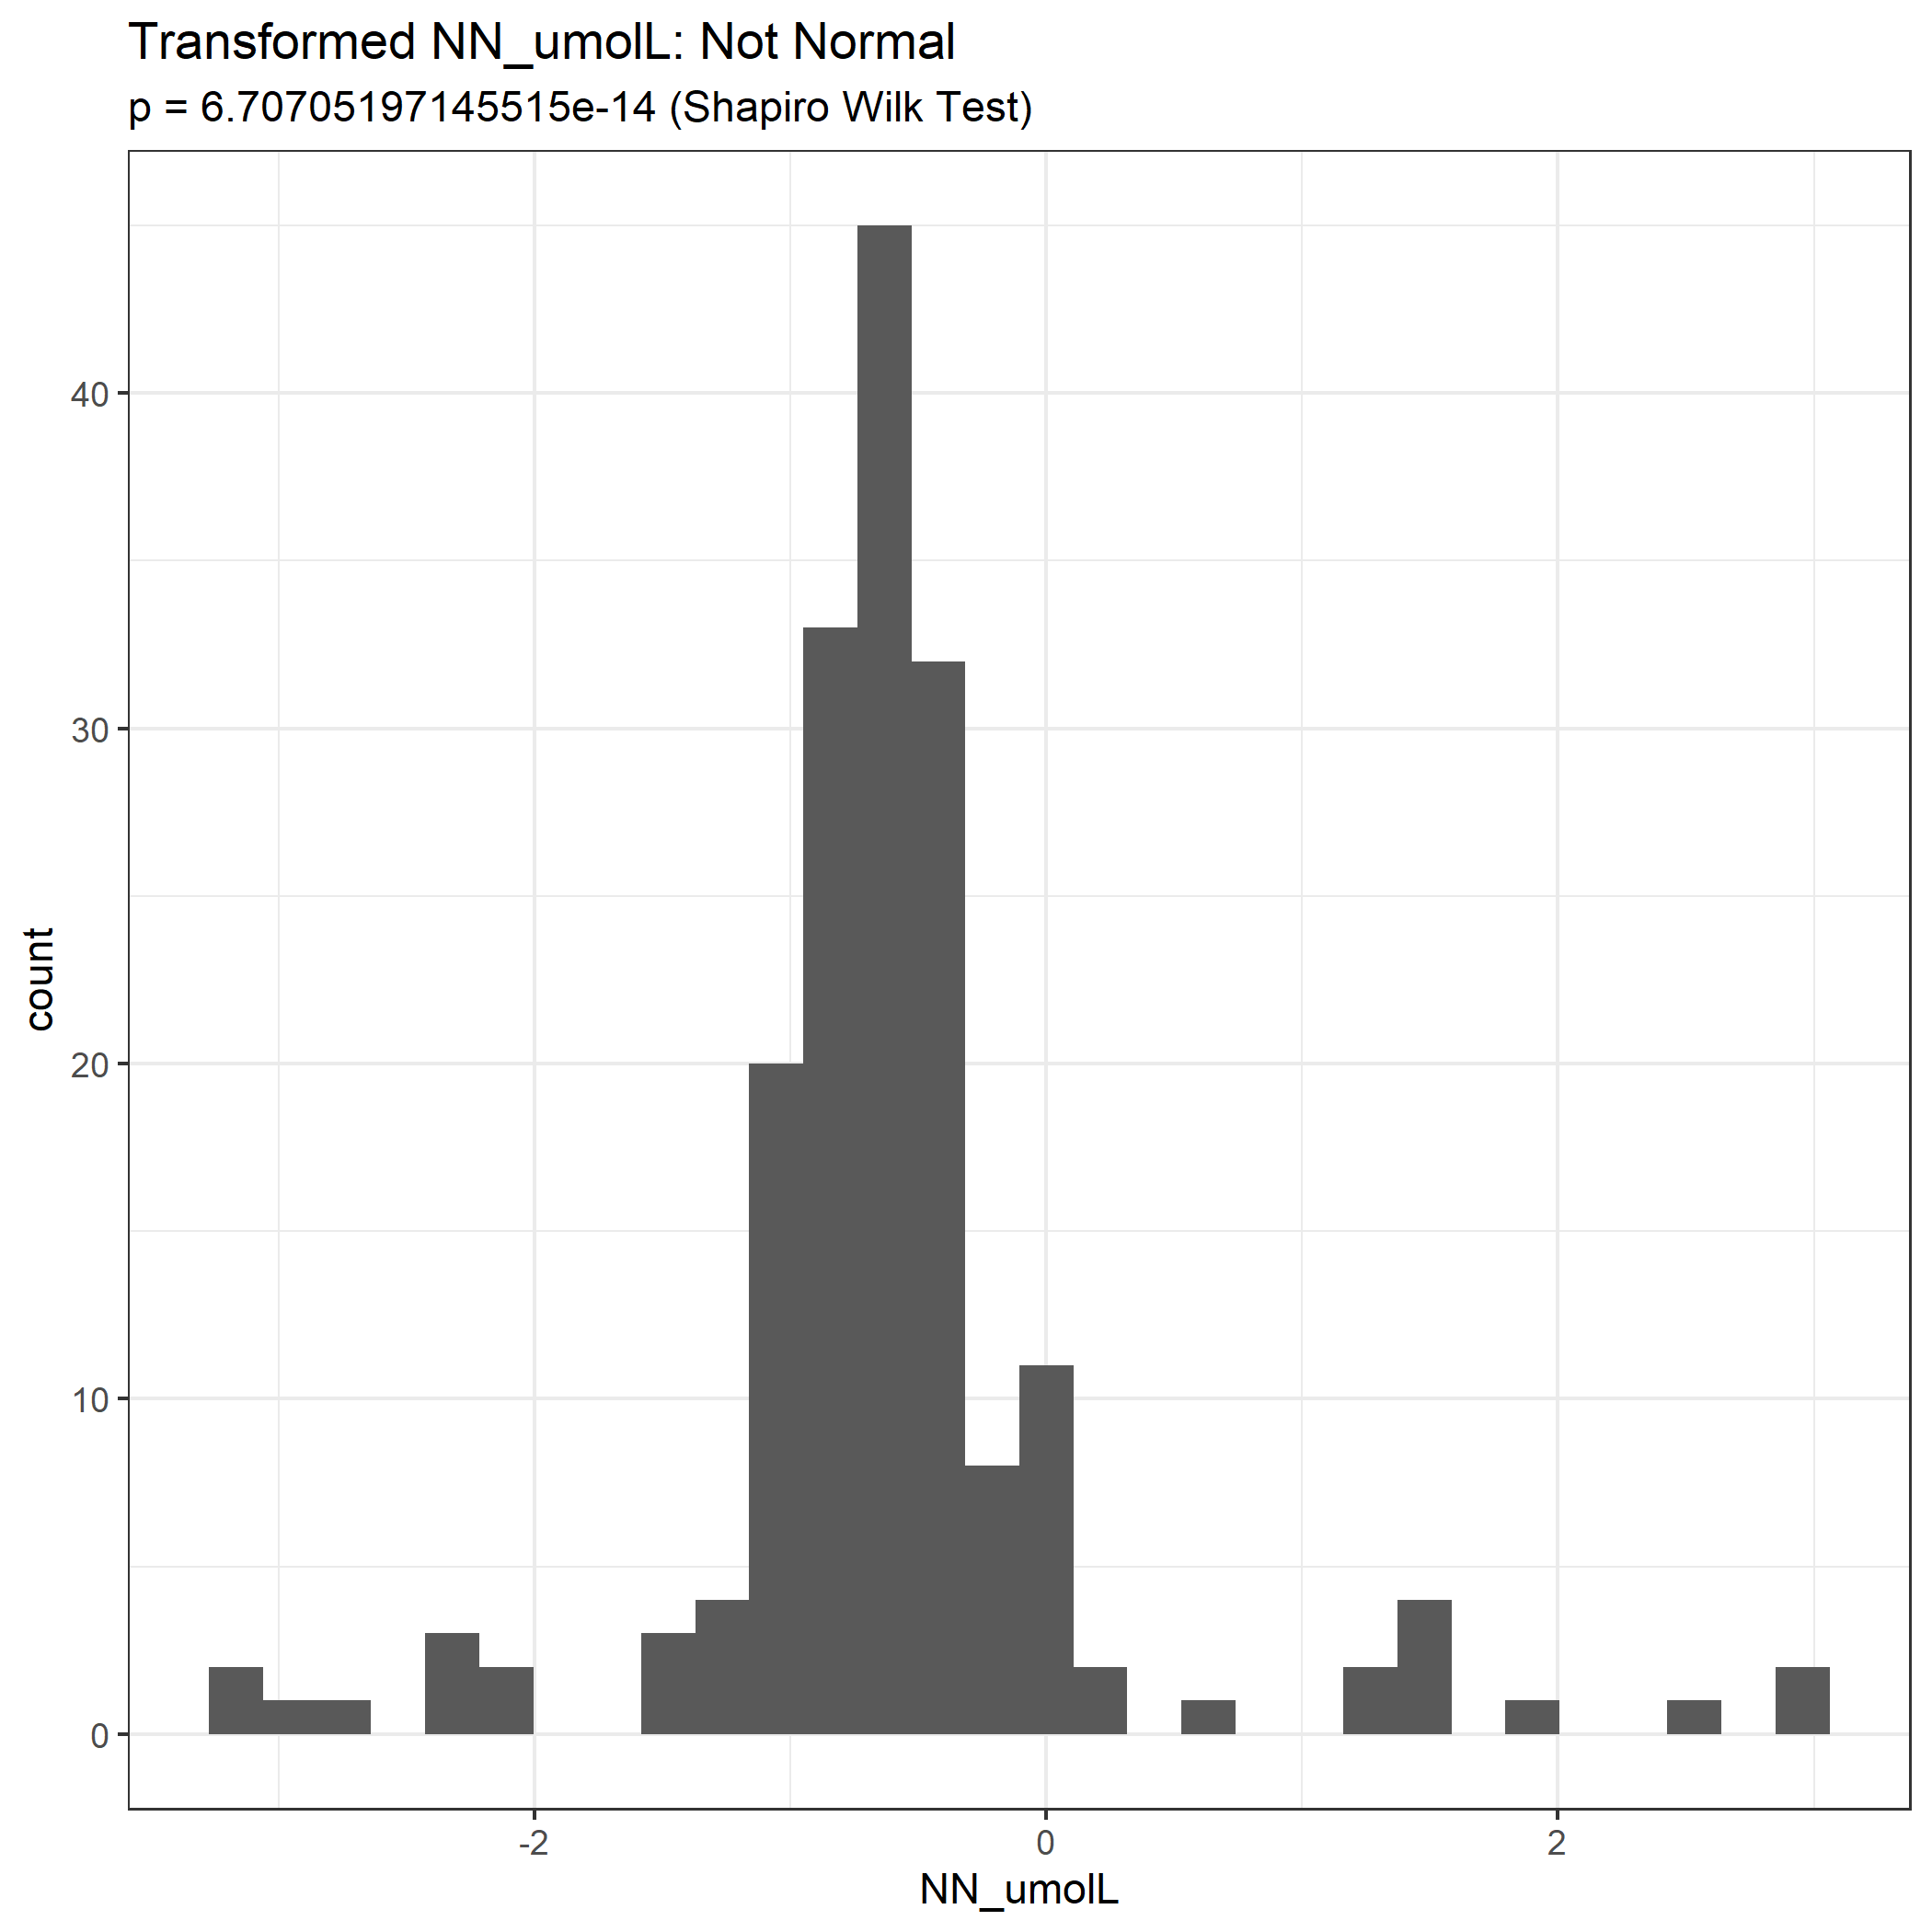 Transformed NN_umolL: Not Normal
p = 6.70705197145515e-14 (Shapiro Wilk Test)
40
30
20
10
0
count
-2 0 2
NN_umolL